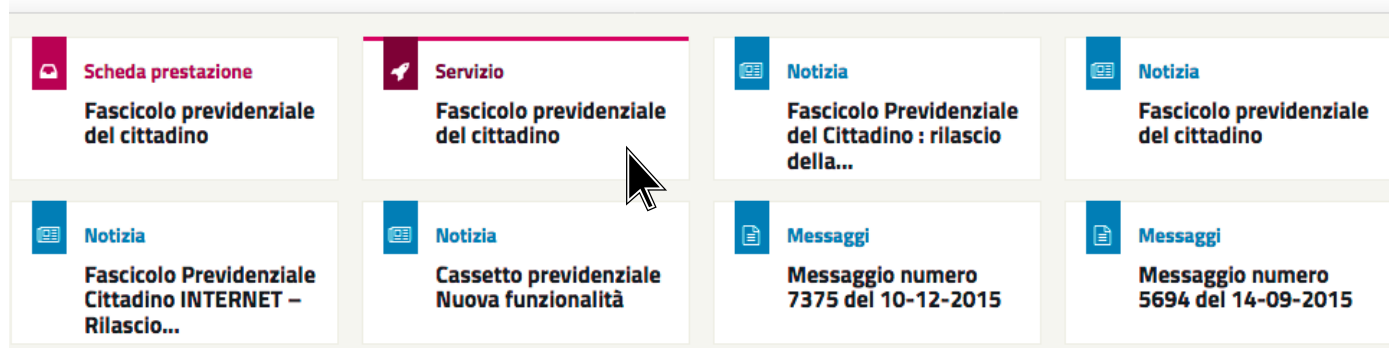 Scheda prestazione
Fascicolo previdenziale
del cittadino
Servizio
Fascicolo previdenziale
del cittadino
Notizia
Fascicolo Previdenziale
del Cittadino : rilascio
della...
Notizia
Fascicolo previdenziale
del cittadino
Notizia
Fascicolo Previdenziale
Cittadino INTERNET –
Rilascio...
Notizia
Cassetto previdenziale
Nuova funzionalità
Messaggi
Messaggio numero
7375 del 10-12-2015
Messaggi
Messaggio numero
5694 del 14-09-2015